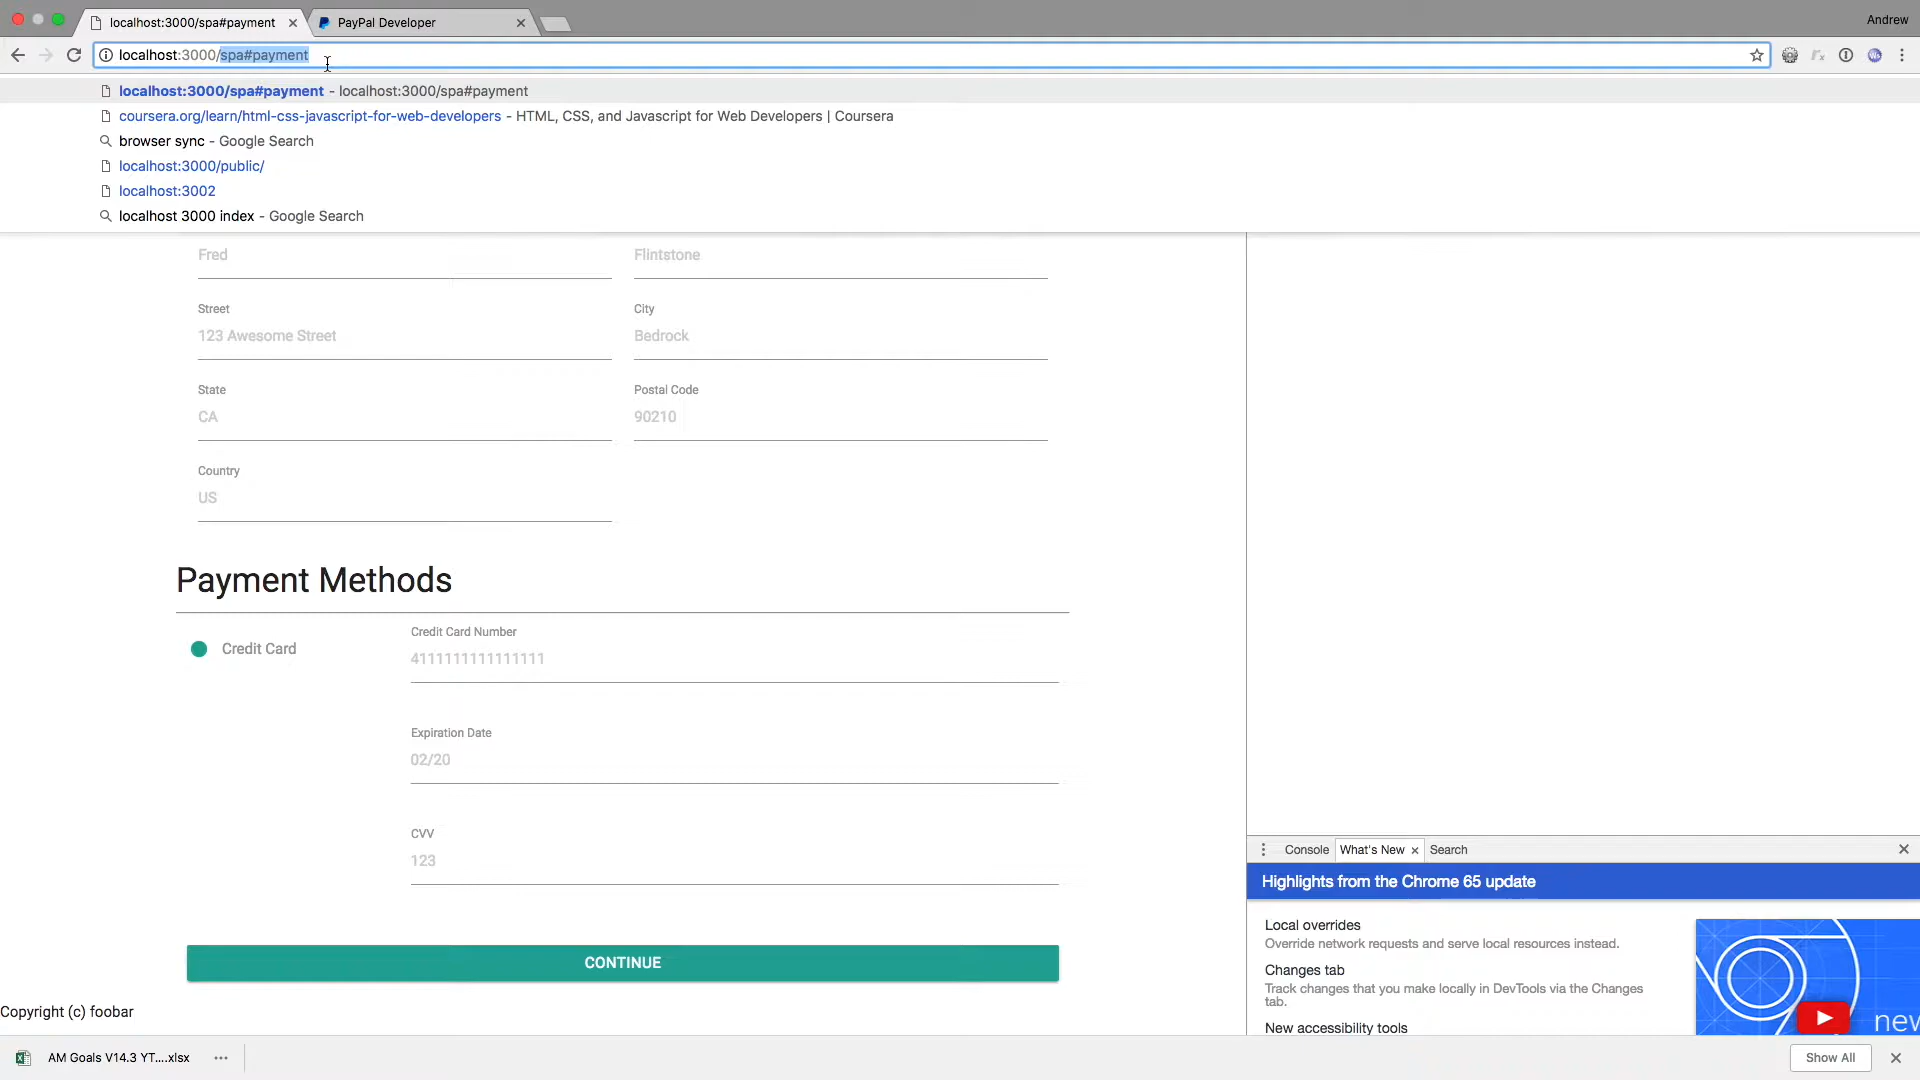 localhost:3000/spa#payment
PayPal Developer
Andrew
localhost:3000/spa#payment
localhost:3000/spa#payment - localhost:3000/spa#payment
coursera.org/learn/html-css-javascript-for-web-developers - HTML, CSS, and Javascript for Web Developers | Coursera
browser sync - Google Search
localhost:3000/public/
localhost:3002
localhost 3000 index - Google Search
Fred
Flintstone
Street
City
123 Awesome Street
Bedrock
State
Postal Code
CA
90210
Country
US
Payment Methods
Credit Card
Credit Card Number
4111111111111111
Expiration Date
02/20
CVV
123
CONTINUE
Copyright (c) foobar
Console
What's New
Search
Highlights from the Chrome 65 update
Local overrides
Override network requests and serve local resources instead.
Changes tab
Track changes that you make locally in DevTools via the Changes
tab.
New accessibility tools
new
AM Goals V14.3 YT....xlsx
Show All